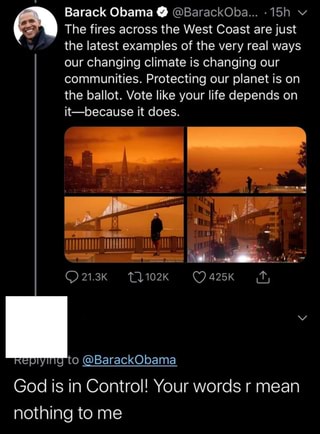 Barack Obama @BarackOba... · 15h
The fires across the West Coast are just
the latest examples of the very real ways
our changing climate is changing our
communities. Protecting our planet is on
the ballot. Vote like your life depends on
it—because it does.
21.3K 102K 425K
Replying to @BarackObama
God is in Control! Your words r mean
nothing to me